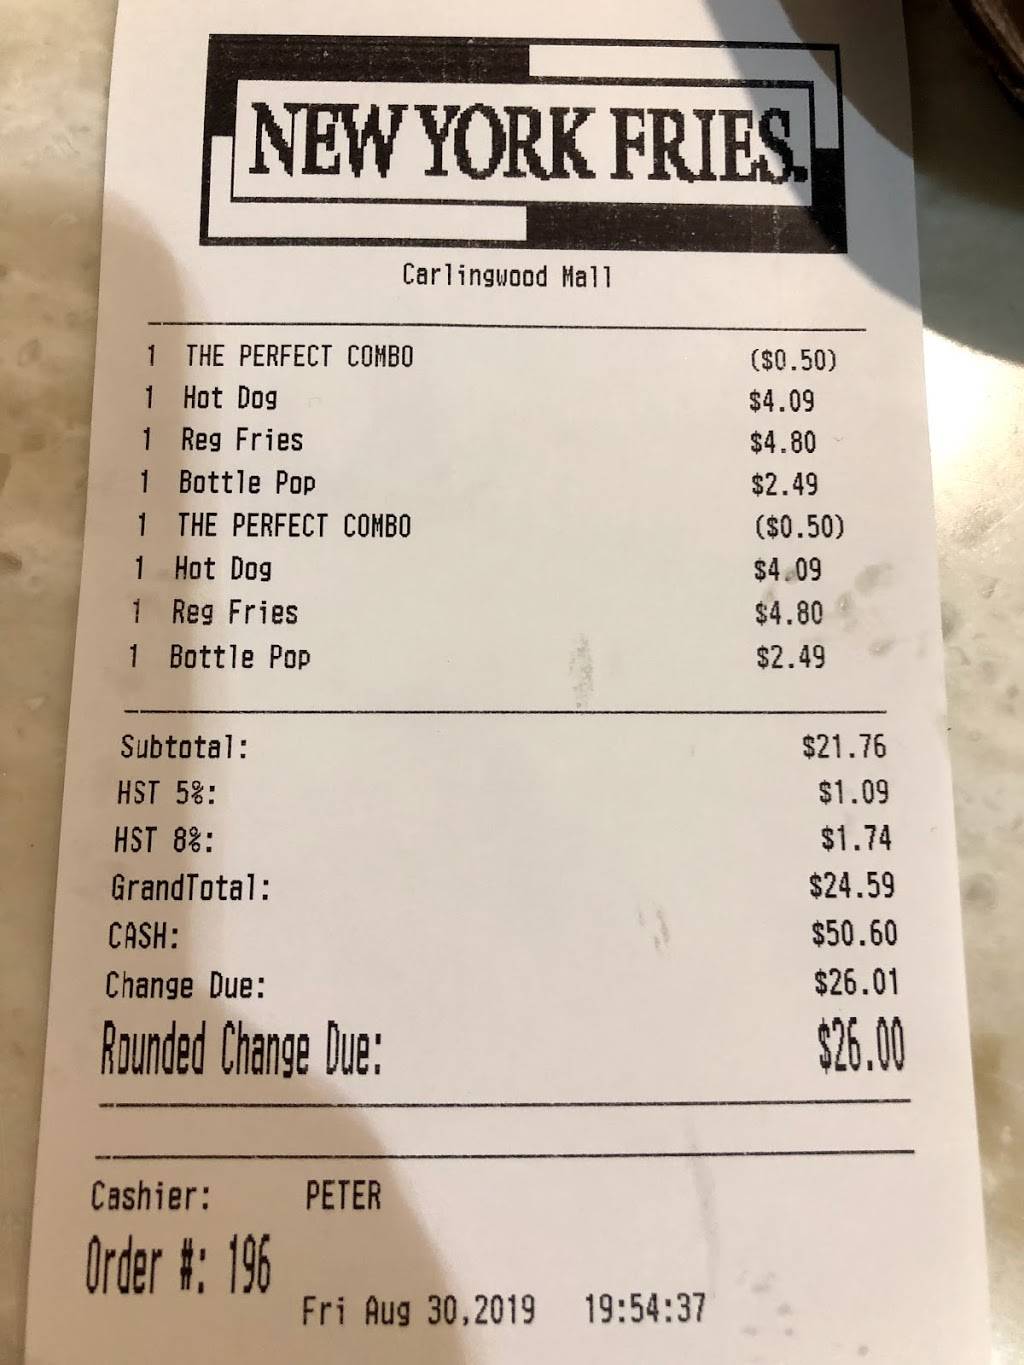 NEW YORK FRIES.
Carlingwood Mall
1 THE PERFECT COMBO ($0.50)
1 Hot Dog $4.09
1 Reg Fries $4.80
1 Bottle Pop $2.49
1 THE PERFECT COMBO ($0.50)
1 Hot Dog $4.09
1 Reg Fries $4.80
1 Bottle Pop $2.49
Subtotal: $21.76
HST 5%: $1.09
HST 8%: $1.74
GrandTotal: $24.59
CASH: $50.60
Change Due: $26.01
Rounded Change Due: $26.00
Cashier: PETER
Order #: 196
Fri Aug 30,2019 19:54:37